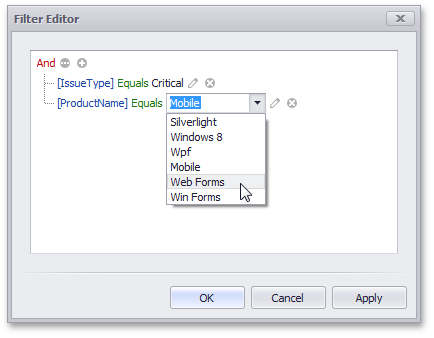 Filter Editor
And
[IssueType] Equals Critical
[ProductName] Equals Mobile
Silverlight
Windows 8
Wpf
Mobile
Web Forms
Win Forms
OK Cancel Apply